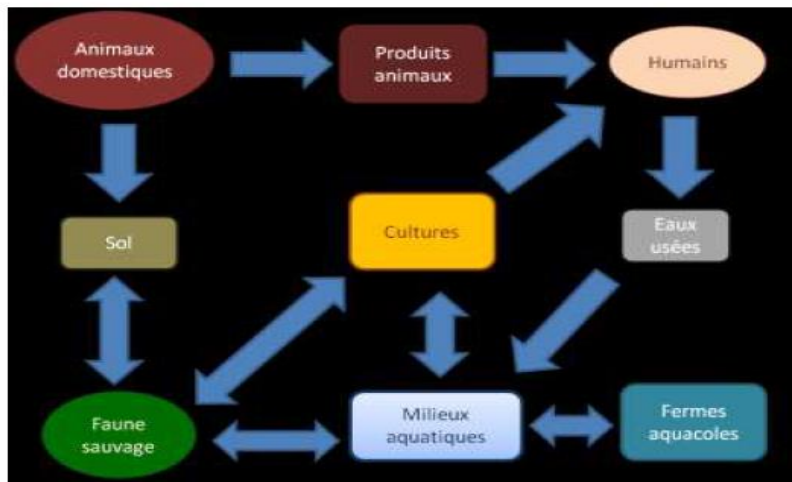 Animaux
domestiques
Produits
animaux
Humains
Sol
Cultures
Eaux
usées
Faune
sauvage
Milieux
aquatiques
Fermes
aquacoles